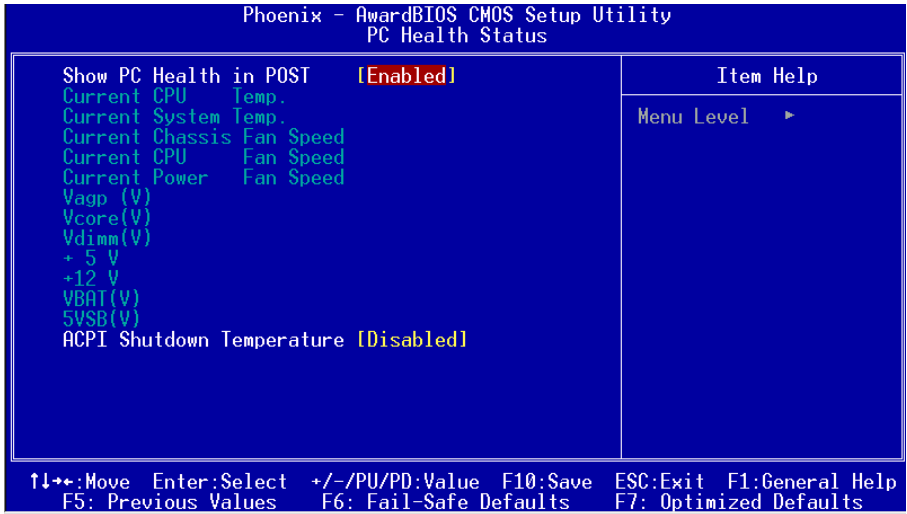 Phoenix - AwardBIOS CMOS Setup Utility
PC Health Status
Show PC Health in POST [Enabled]
Current CPU Temp.
Current System Temp.
Current Chassis Fan Speed
Current CPU Fan Speed
Current Power Fan Speed
Vagp (V)
Vcore(V)
Vdimm(V)
+ 5 V
+12 V
VBAT(V)
5VSB(V)
ACPI Shutdown Temperature [Disabled]
Item Help
Menu Level ►
↑↓→←:Move Enter:Select +/-/PU/PD:Value F10:Save ESC:Exit F1:General Help
F5: Previous Values F6: Fail-Safe Defaults F7: Optimized Defaults